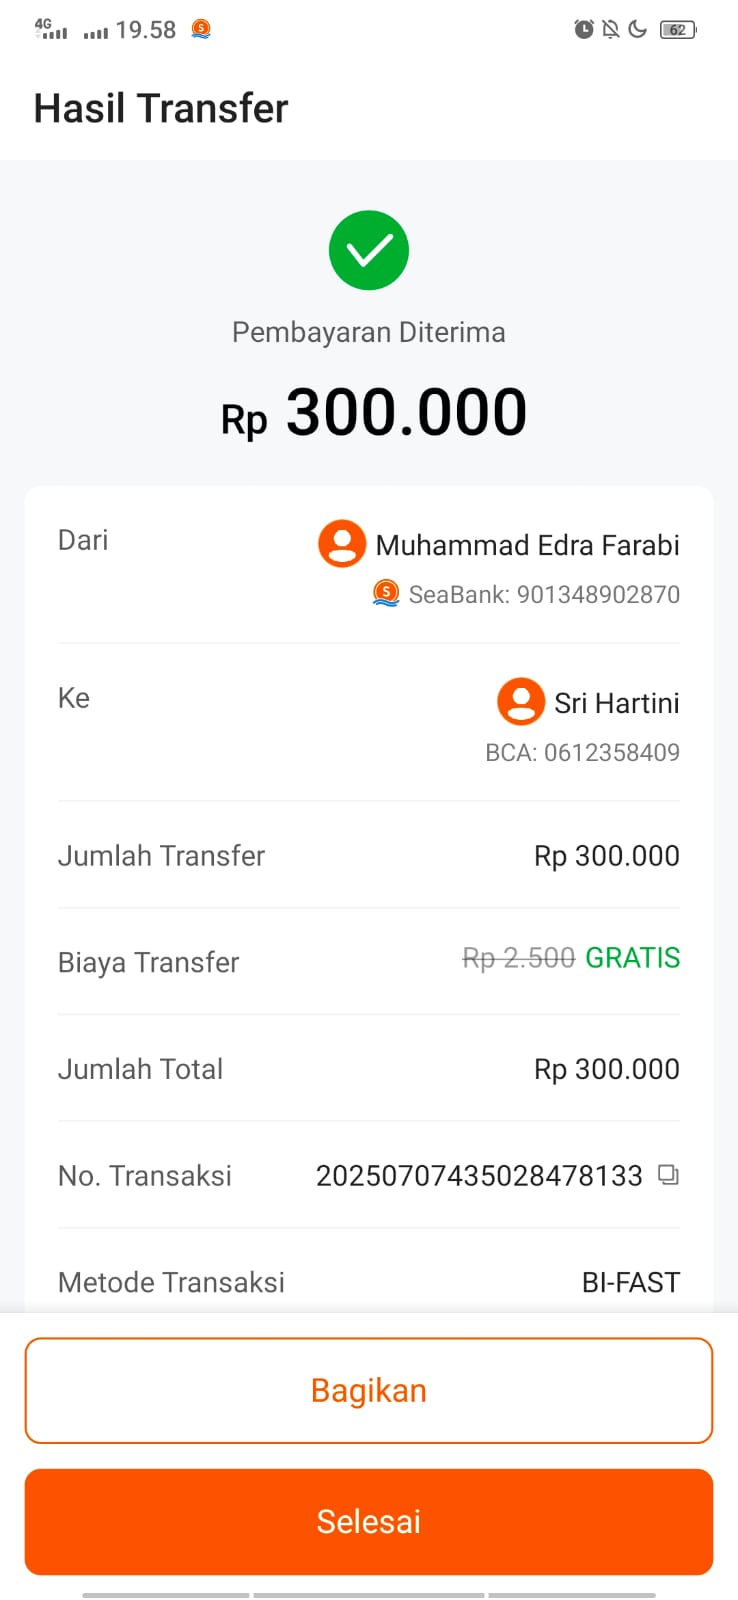 4G 19.58 62
Hasil Transfer
Pembayaran Diterima
Rp 300.000
Dari Muhammad Edra Farabi
SeaBank: 901348902870
Ke Sri Hartini
BCA: 0612358409
Jumlah Transfer Rp 300.000
Biaya Transfer Rp 2.500 GRATIS
Jumlah Total Rp 300.000
No. Transaksi 20250707435028478133
Metode Transaksi BI-FAST
Bagikan
Selesai